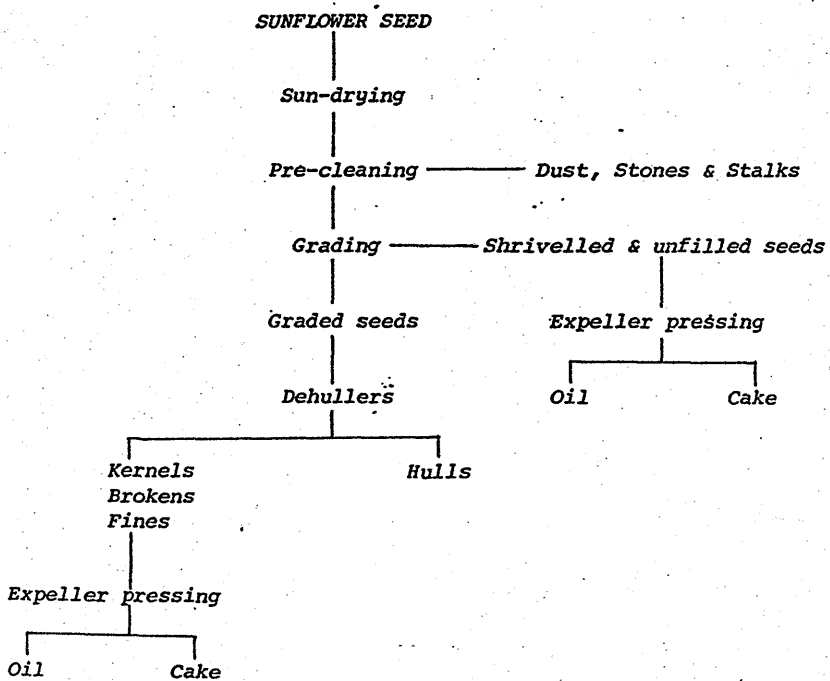 SUNFLOWER SEED
Sun-drying
Pre-cleaning
Dust, Stones & Stalks
Grading
Shrivelled & unfilled seeds
Graded seeds
Expeller pressing
Dehullers
Oil
Cake
Kernels
Hulls
Brokens
Fines
Expeller pressing
Oil
Cake